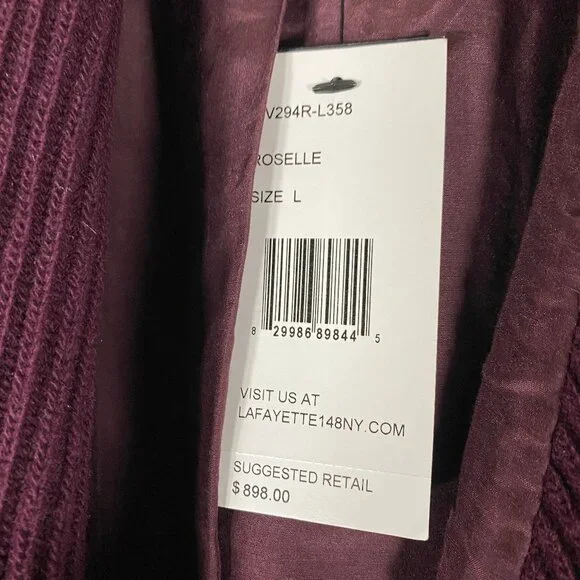 V294R-L358
ROSELLE
SIZE L
8 29986 89844 5
VISIT US AT
LAFAYETTE148NY.COM
SUGGESTED RETAIL
$ 898.00